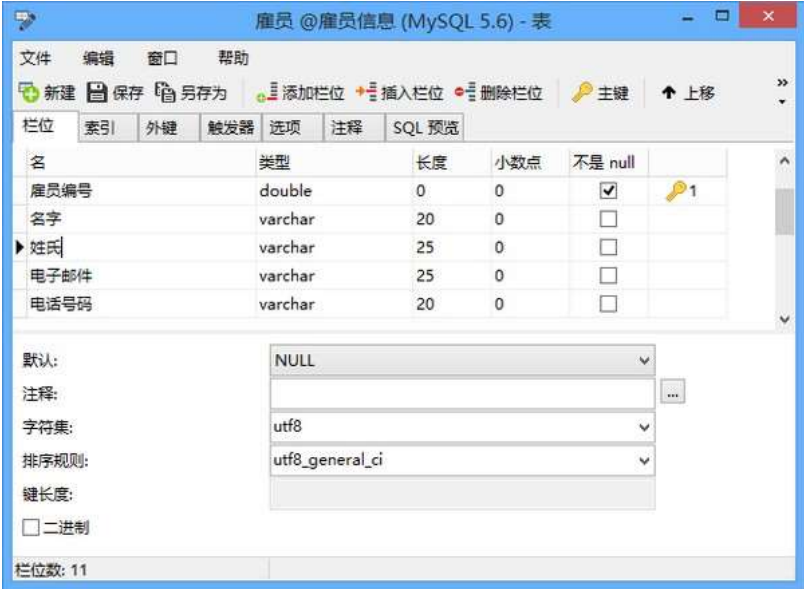 雇员 @雇员信息 (MySQL 5.6) - 表
文件 编辑 窗口 帮助
新建 保存 另存为 添加栏位 插入栏位 删除栏位 主键 上移
栏位 索引 外键 触发器 选项 注释 SQL 预览
名 类型 长度 小数点 不是 null
雇员编号 double 0 0 1
名字 varchar 20 0
姓氏 varchar 25 0
电子邮件 varchar 25 0
电话号码 varchar 20 0
默认: NULL
注释: ...
字符集: utf8
排序规则: utf8_general_ci
键长度:
二进制
栏位数: 11